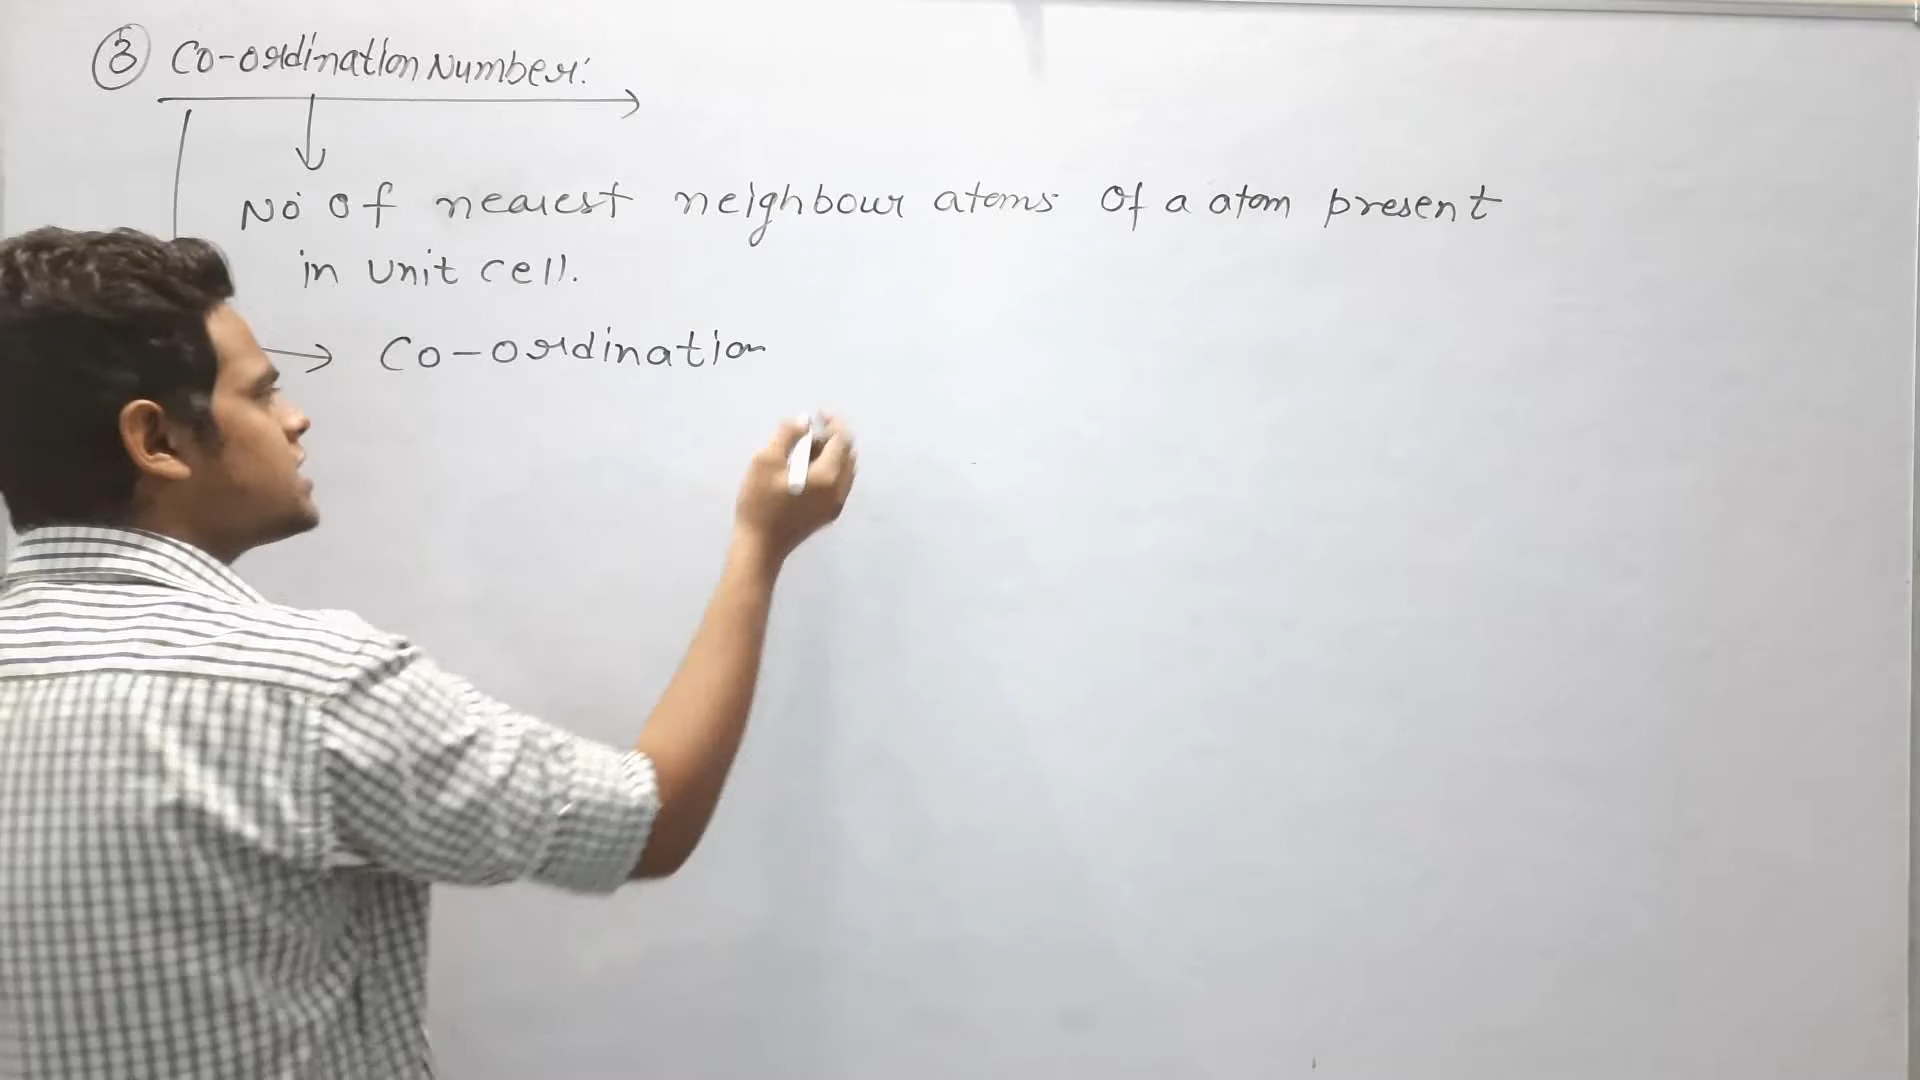 ③ Co-ordination Number:
No of nearest neighbour atoms of a atom present
in unit cell.
Co-ordination